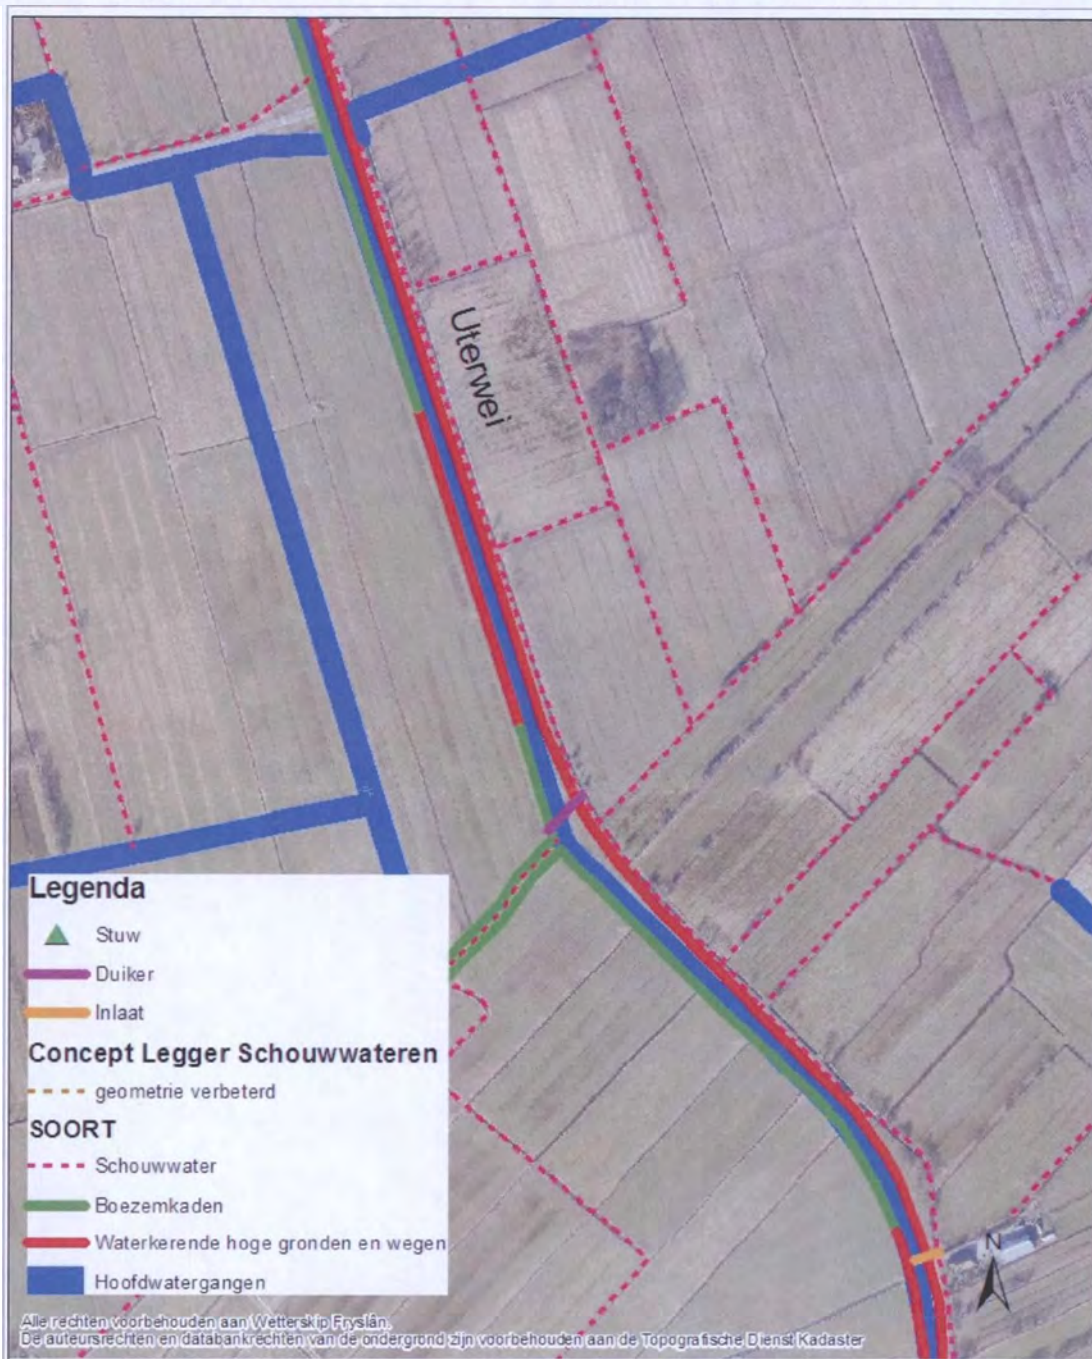 Uterwei
Legenda
Stuw
Duiker
Inlaat
Concept Legger Schouwwateren
geometrie verbeterd
SOORT
Schouwwater
Boezemkaden
Waterkerende hoge gronden en wegen
Hoofdwatergangen
N
Alle rechten voorbehouden aan Wetterskip Fryslân.
De auteursrechten en databankrechten van de ondergrond zijn voorbehouden aan de Topografische Dienst Kadaster